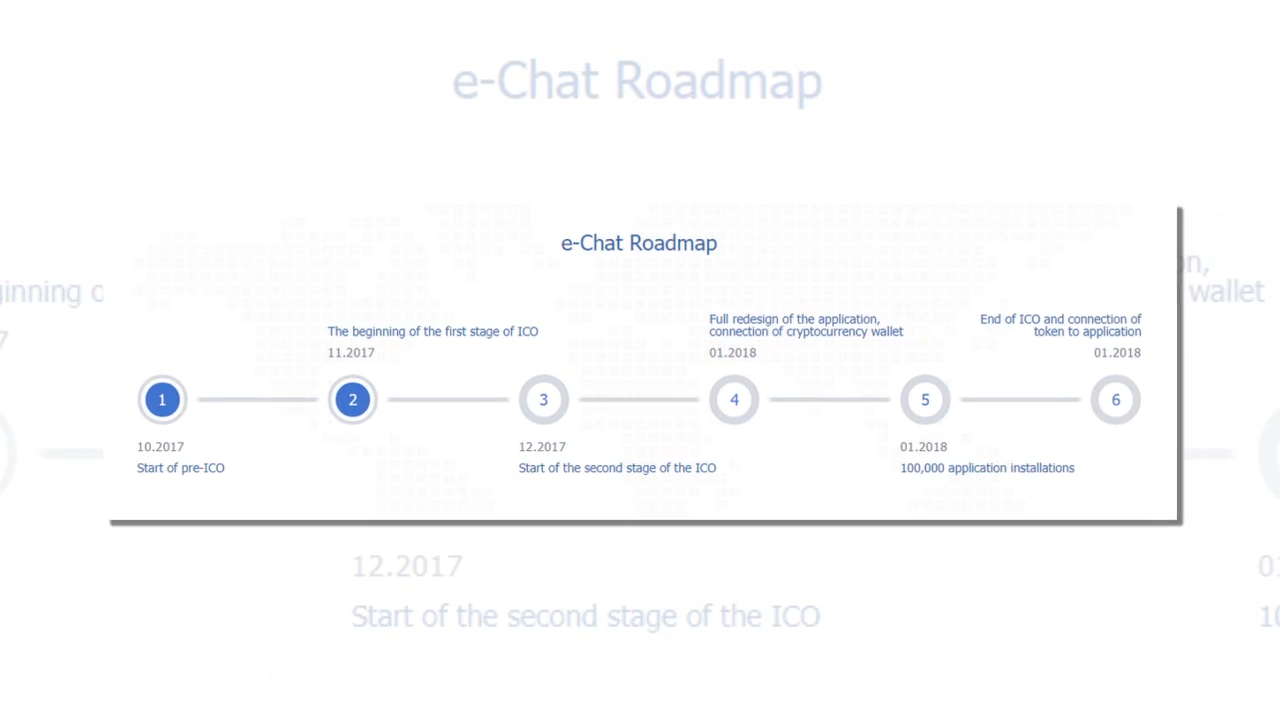 e-Chat Roadmap
e-Chat Roadmap
The beginning of the first stage of ICO
11.2017
Full redesign of the application,
connection of cryptocurrency wallet
01.2018
End of ICO and connection of
token to application
01.2018
1
2
3
4
5
6
10.2017
Start of pre-ICO
12.2017
Start of the second stage of the ICO
01.2018
100,000 application installations
wallet
12.2017
Start of the second stage of the ICO